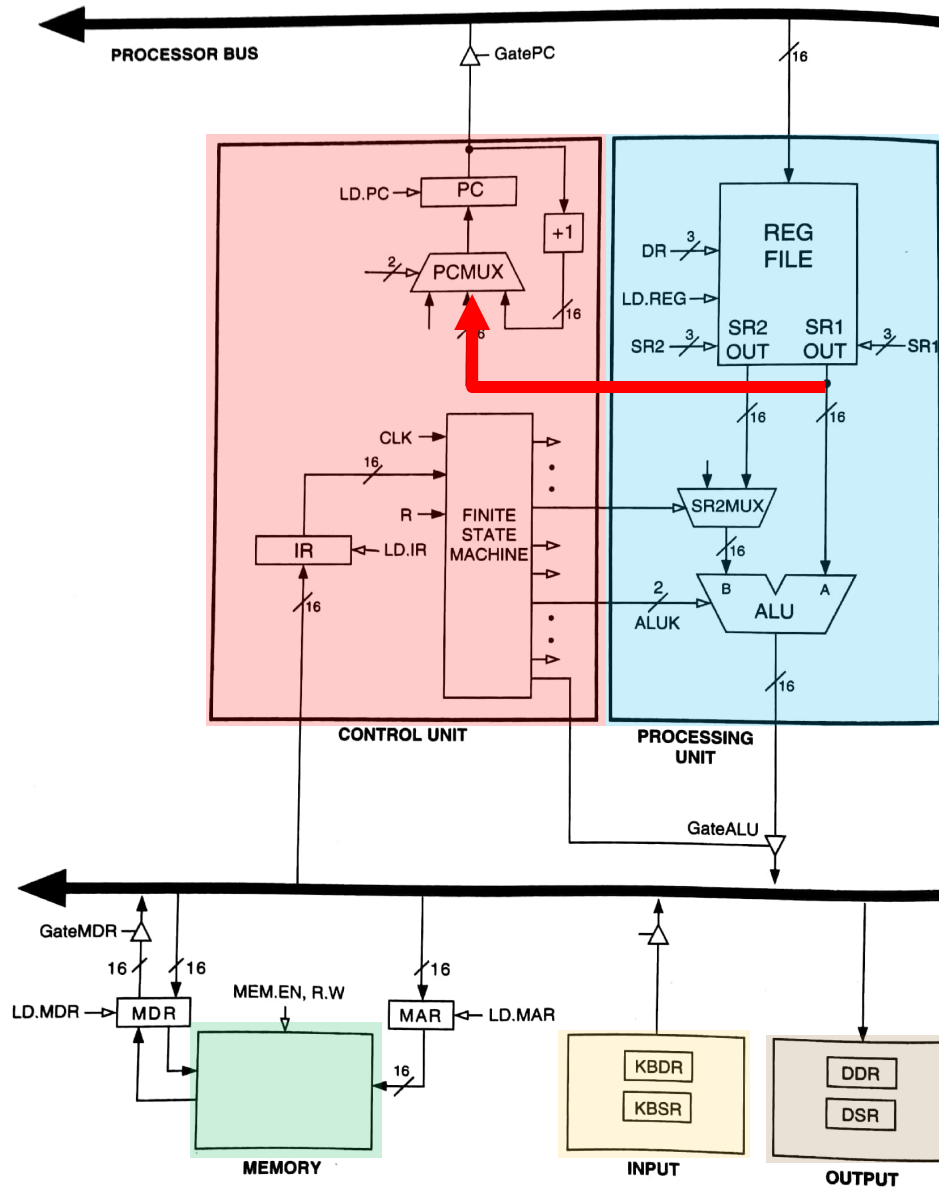 PROCESSOR BUS
GatePC
16
LD.PC
PC
+1
2
PCMUX
16
REG
FILE
DR
3
LD.REG
SR2
OUT
SR1
OUT
SR2
3
3
SR1
16
16
CLK
16
R
FINITE
STATE
MACHINE
IR
LD.IR
16
SR2MUX
16
B
A
ALU
2
ALUK
16
CONTROL UNIT
PROCESSING
UNIT
GateALU
GateMDR
16
16
16
LD.MDR
MDR
MEM.EN, R.W
MAR
LD.MAR
16
KBDR
KBSR
DDR
DSR
MEMORY
INPUT
OUTPUT